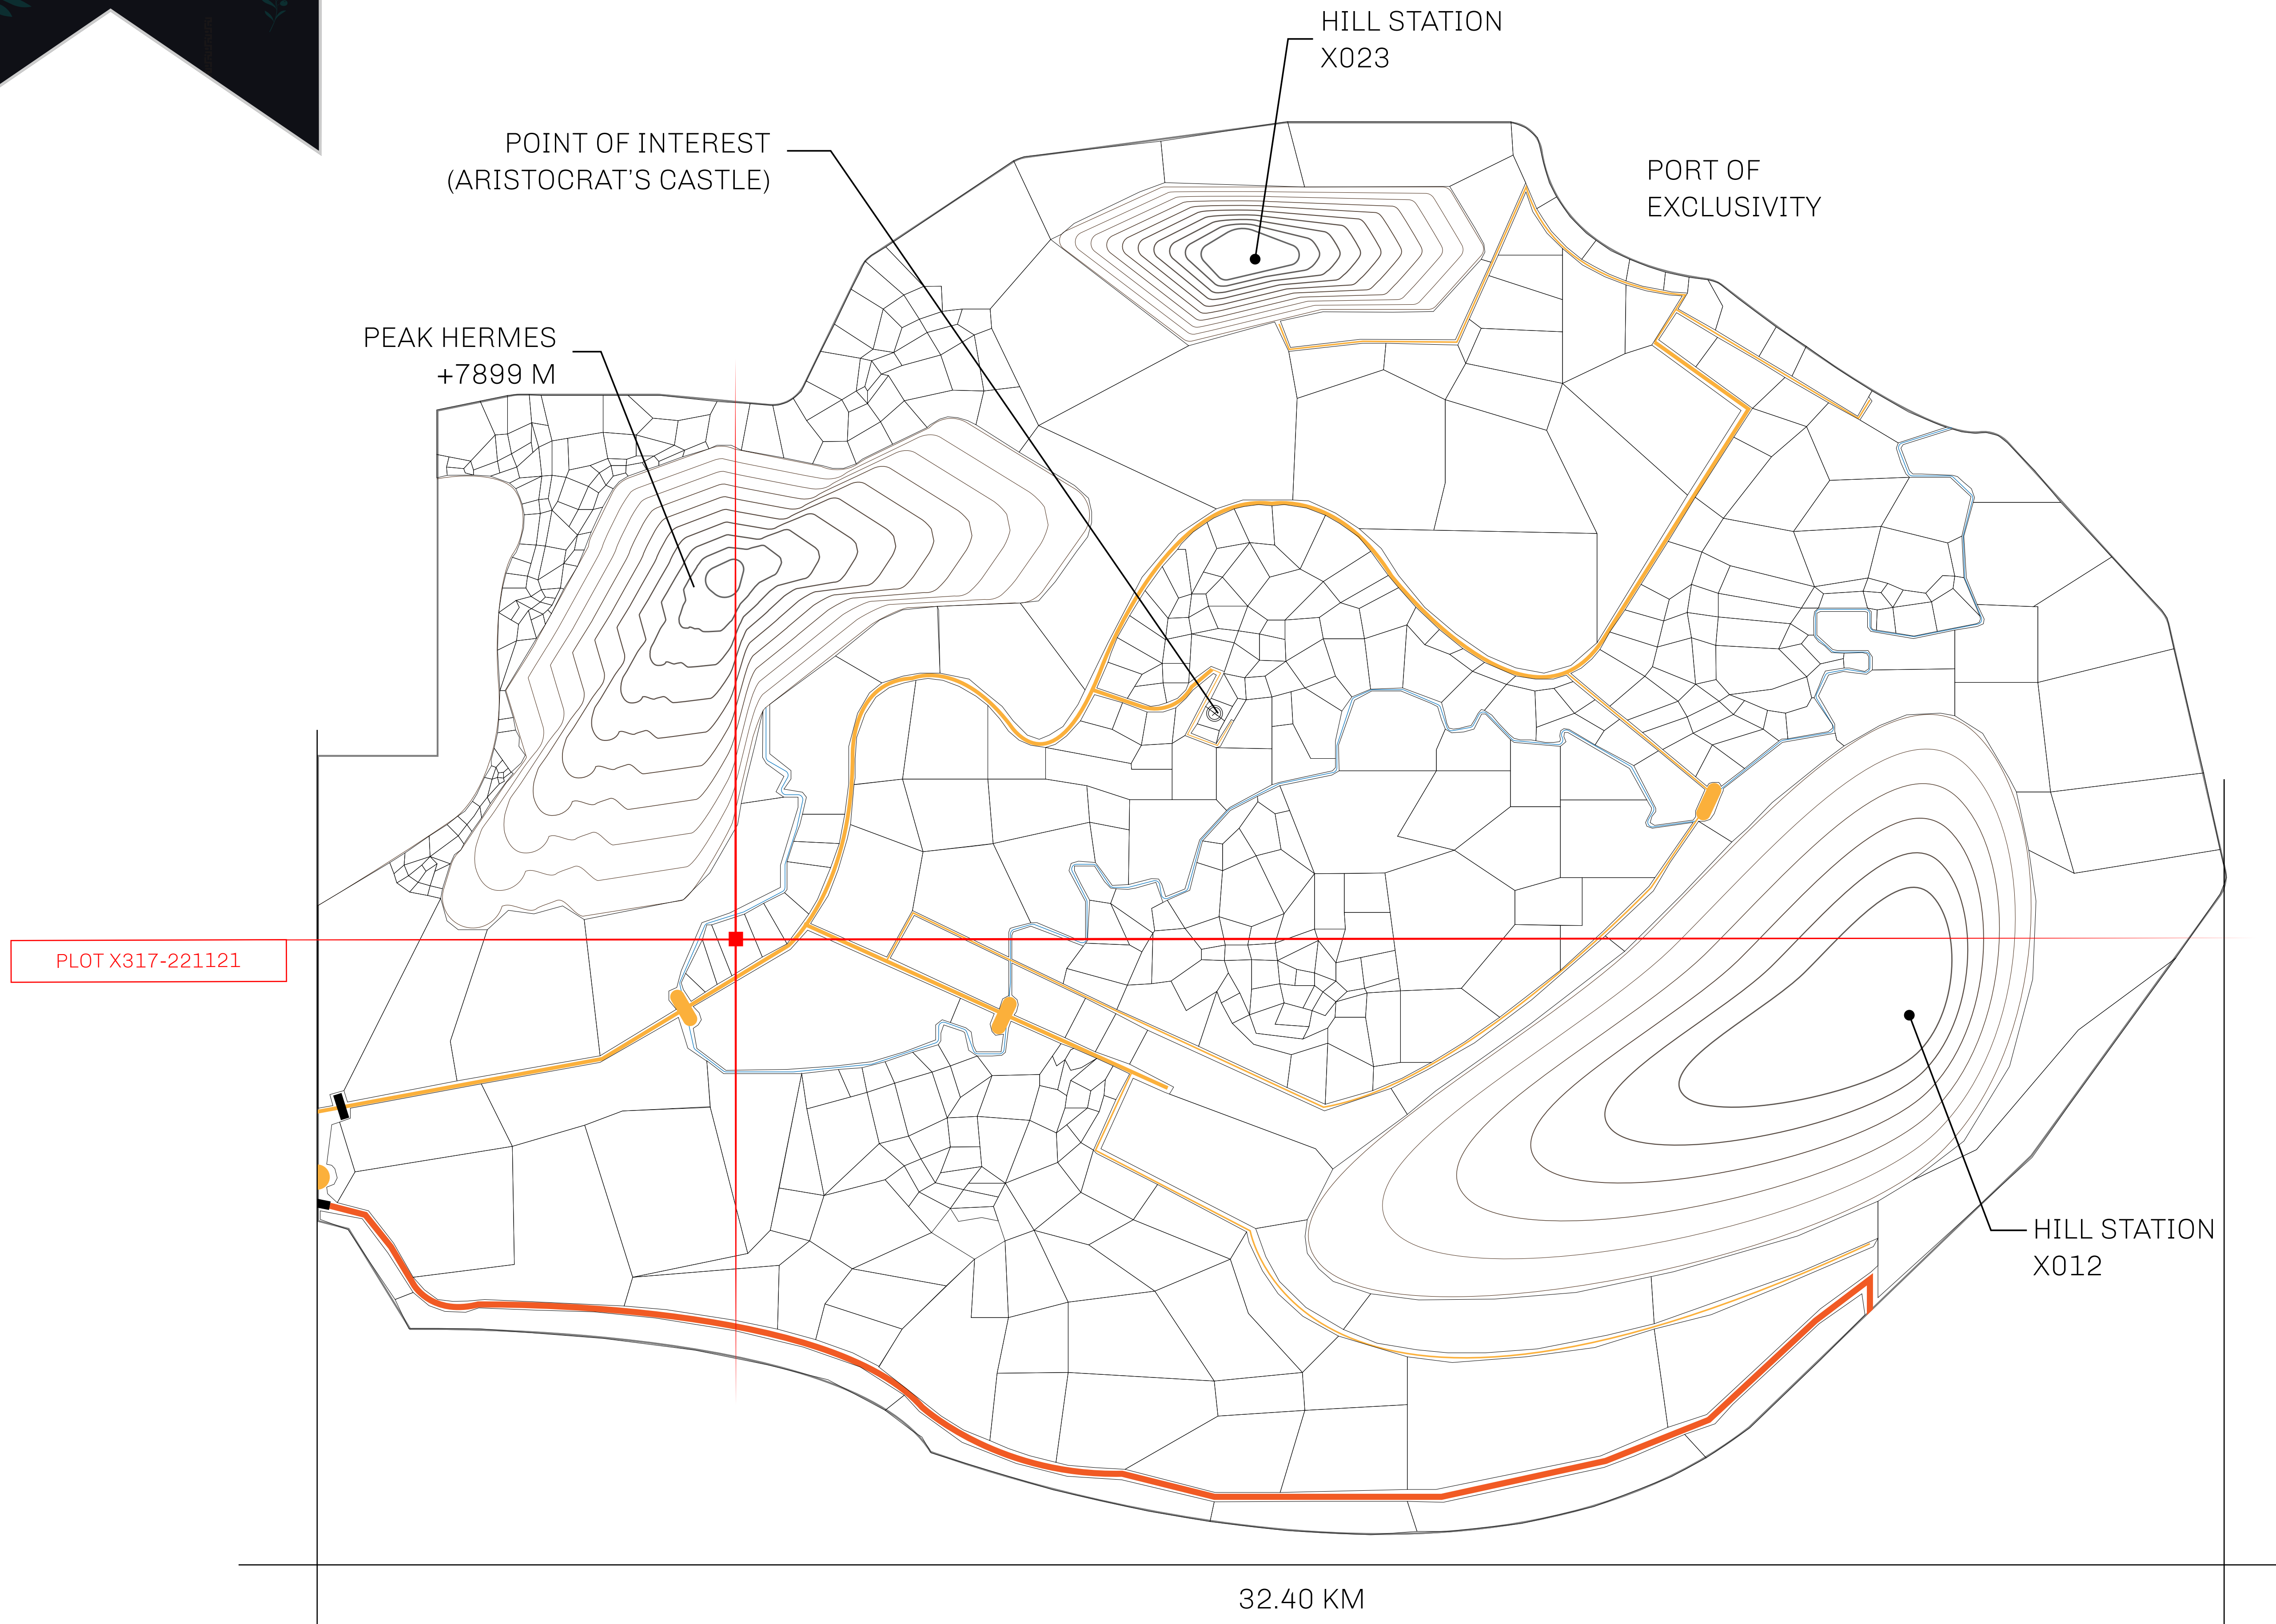 HILL STATION
X023
POINT OF INTEREST
(ARISTOCRAT'S CASTLE)
PORT OF
EXCLUSIVITY
PEAK HERMES
+7899 M
PLOT X317-221121
HILL STATION
X012
32.40 KM